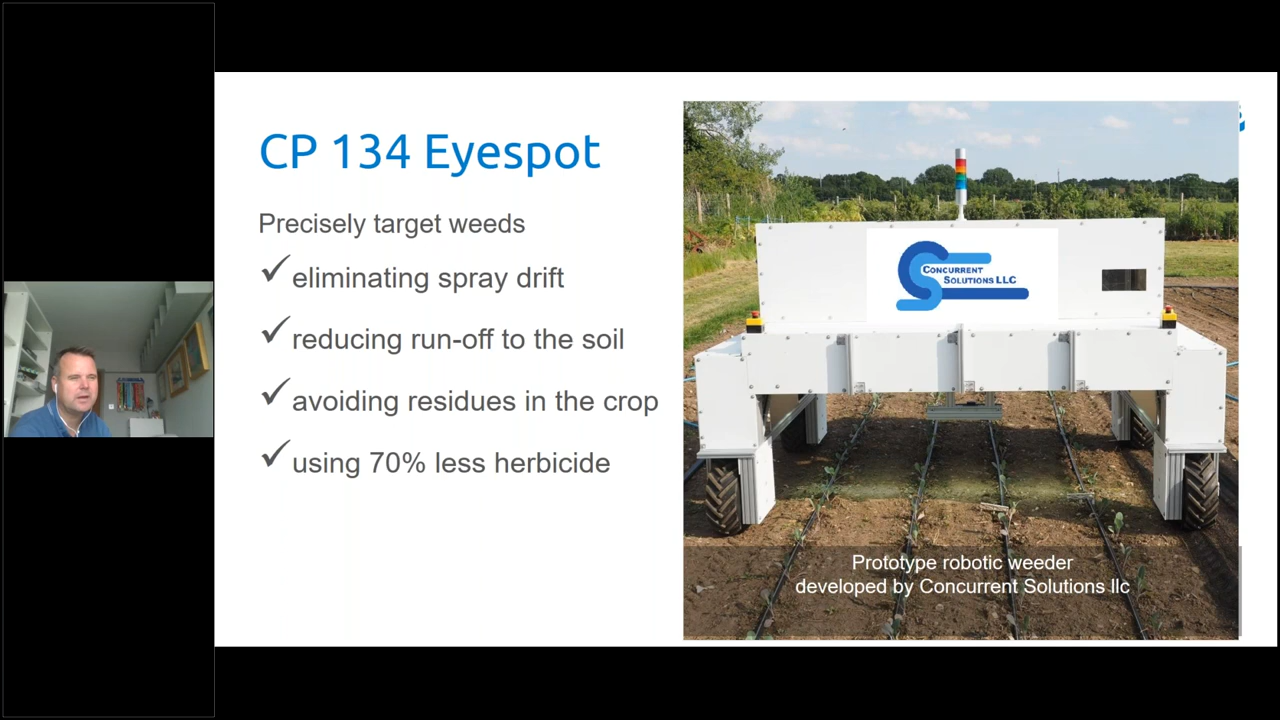 CP 134 Eyespot
Precisely target weeds
eliminating spray drift
reducing run-off to the soil
avoiding residues in the crop
using 70% less herbicide
CONCURRENT
SOLUTIONS LLC
Prototype robotic weeder
developed by Concurrent Solutions llc